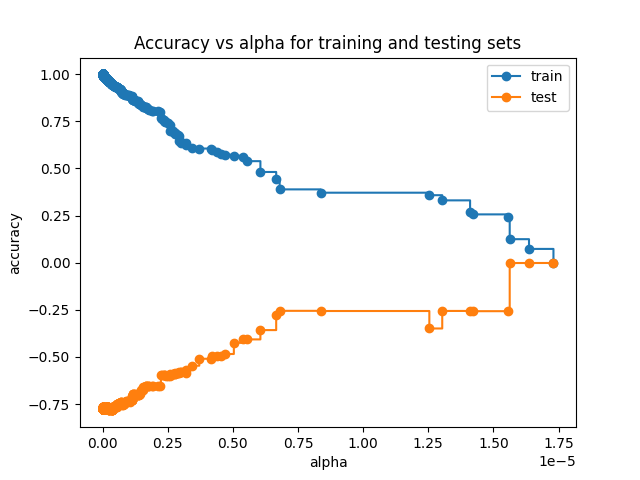 Accuracy vs alpha for training and testing sets
train
test
1.00
0.75
0.50
0.25
0.00
−0.25
−0.50
−0.75
accuracy
0.00 0.25 0.50 0.75 1.00 1.25 1.50 1.75
1e−5
alpha